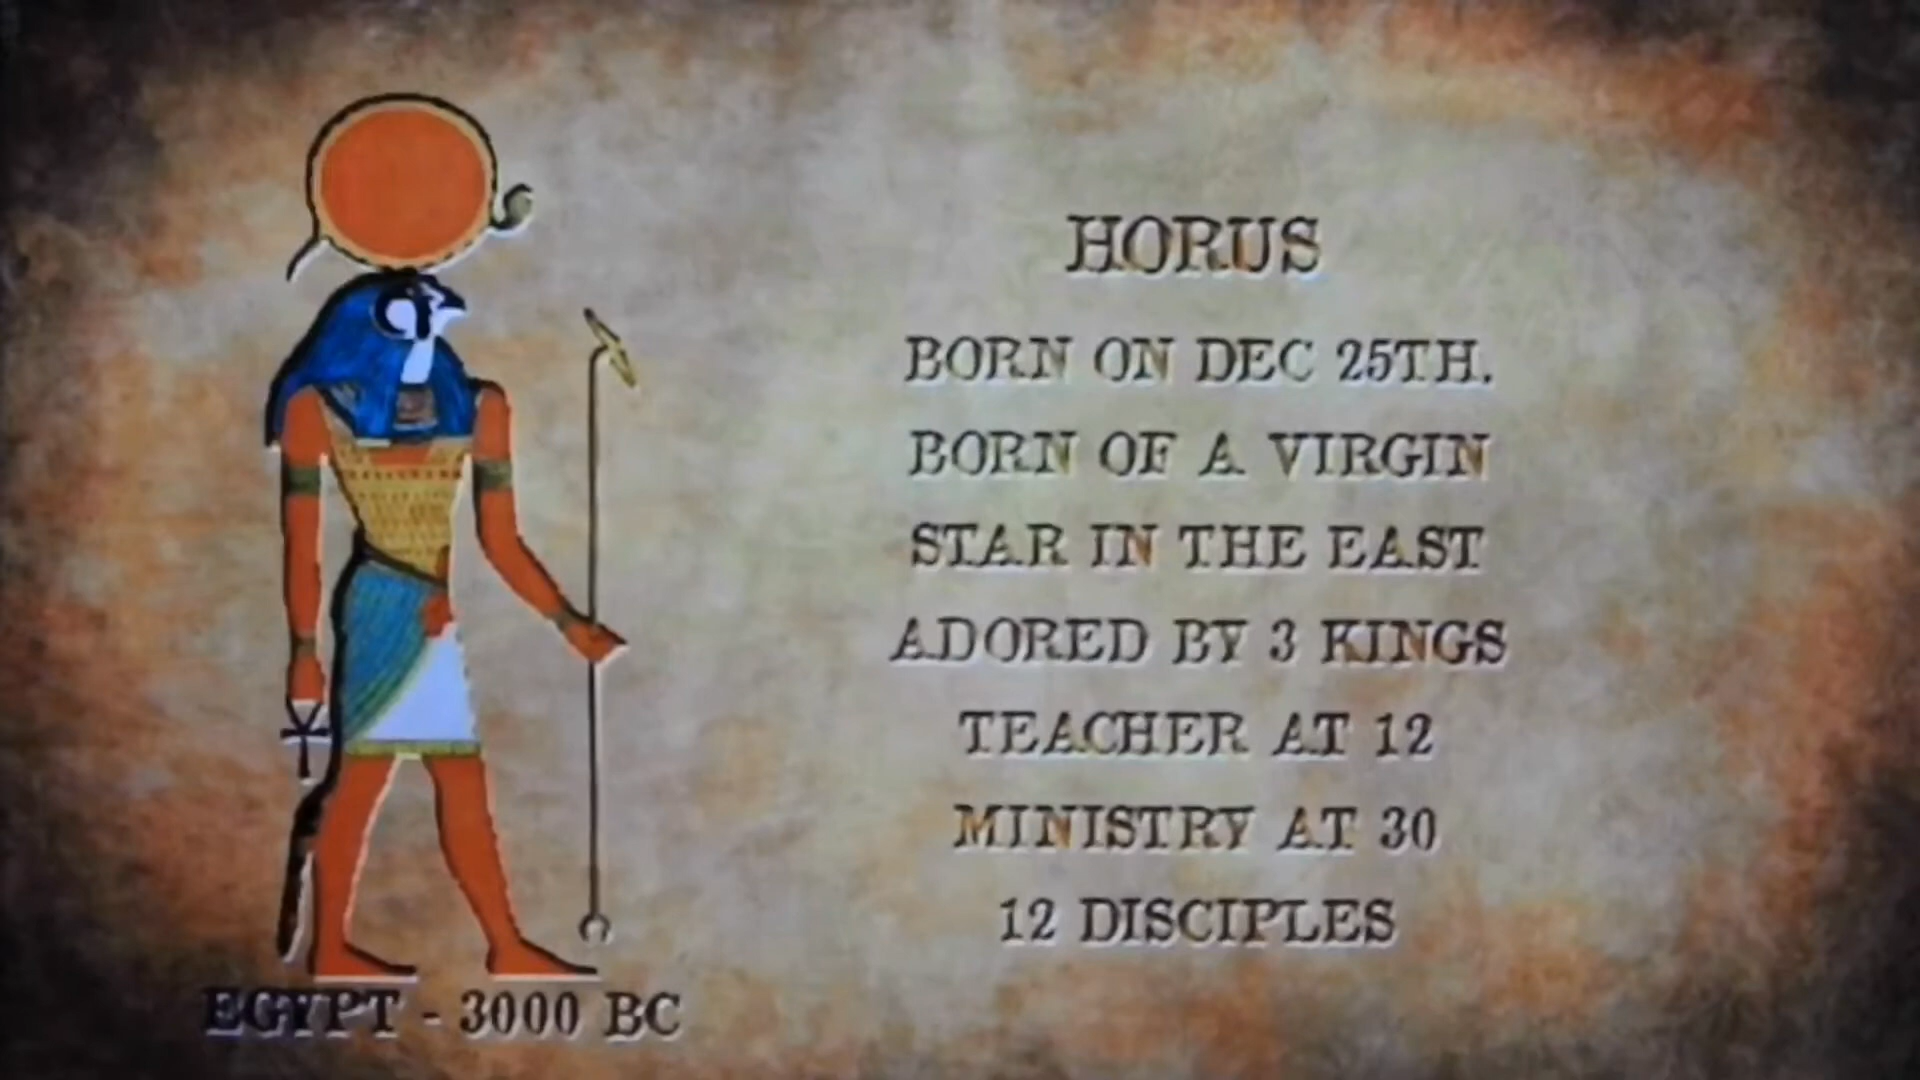 HORUS
BORN ON DEC 25TH.
BORN OF A VIRGIN
STAR IN THE EAST
ADORED BY 3 KINGS
TEACHER AT 12
MINISTRY AT 30
12 DISCIPLES
EGYPT - 3000 BC